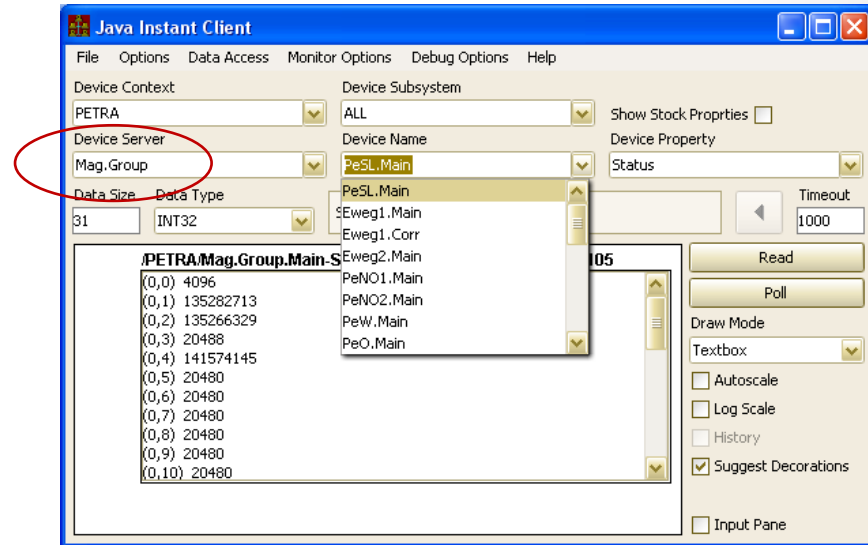 Java Instant Client
File Options Data Access Monitor Options Debug Options Help
Device Context Device Subsystem
PETRA ALL Show Stock Proprties
Device Server Device Name Device Property
Mag.Group PeSL.Main Status
Data Size Data Type PeSL.Main Timeout
31 INT32 Eweg1.Main 1000
Eweg1.Corr
/PETRA/Mag.Group.Main-S Eweg2.Main 105 Read
(0,0) 4096 PeNO1.Main
(0,1) 135282713 PeNO2.Main Poll
(0,2) 135266329 PeW.Main Draw Mode
(0,3) 20488 PeO.Main Textbox
(0,4) 141574145
(0,5) 20480 Autoscale
(0,6) 20480
(0,7) 20480 Log Scale
(0,8) 20480 History
(0,9) 20480 Suggest Decorations
(0,10) 20480
Input Pane